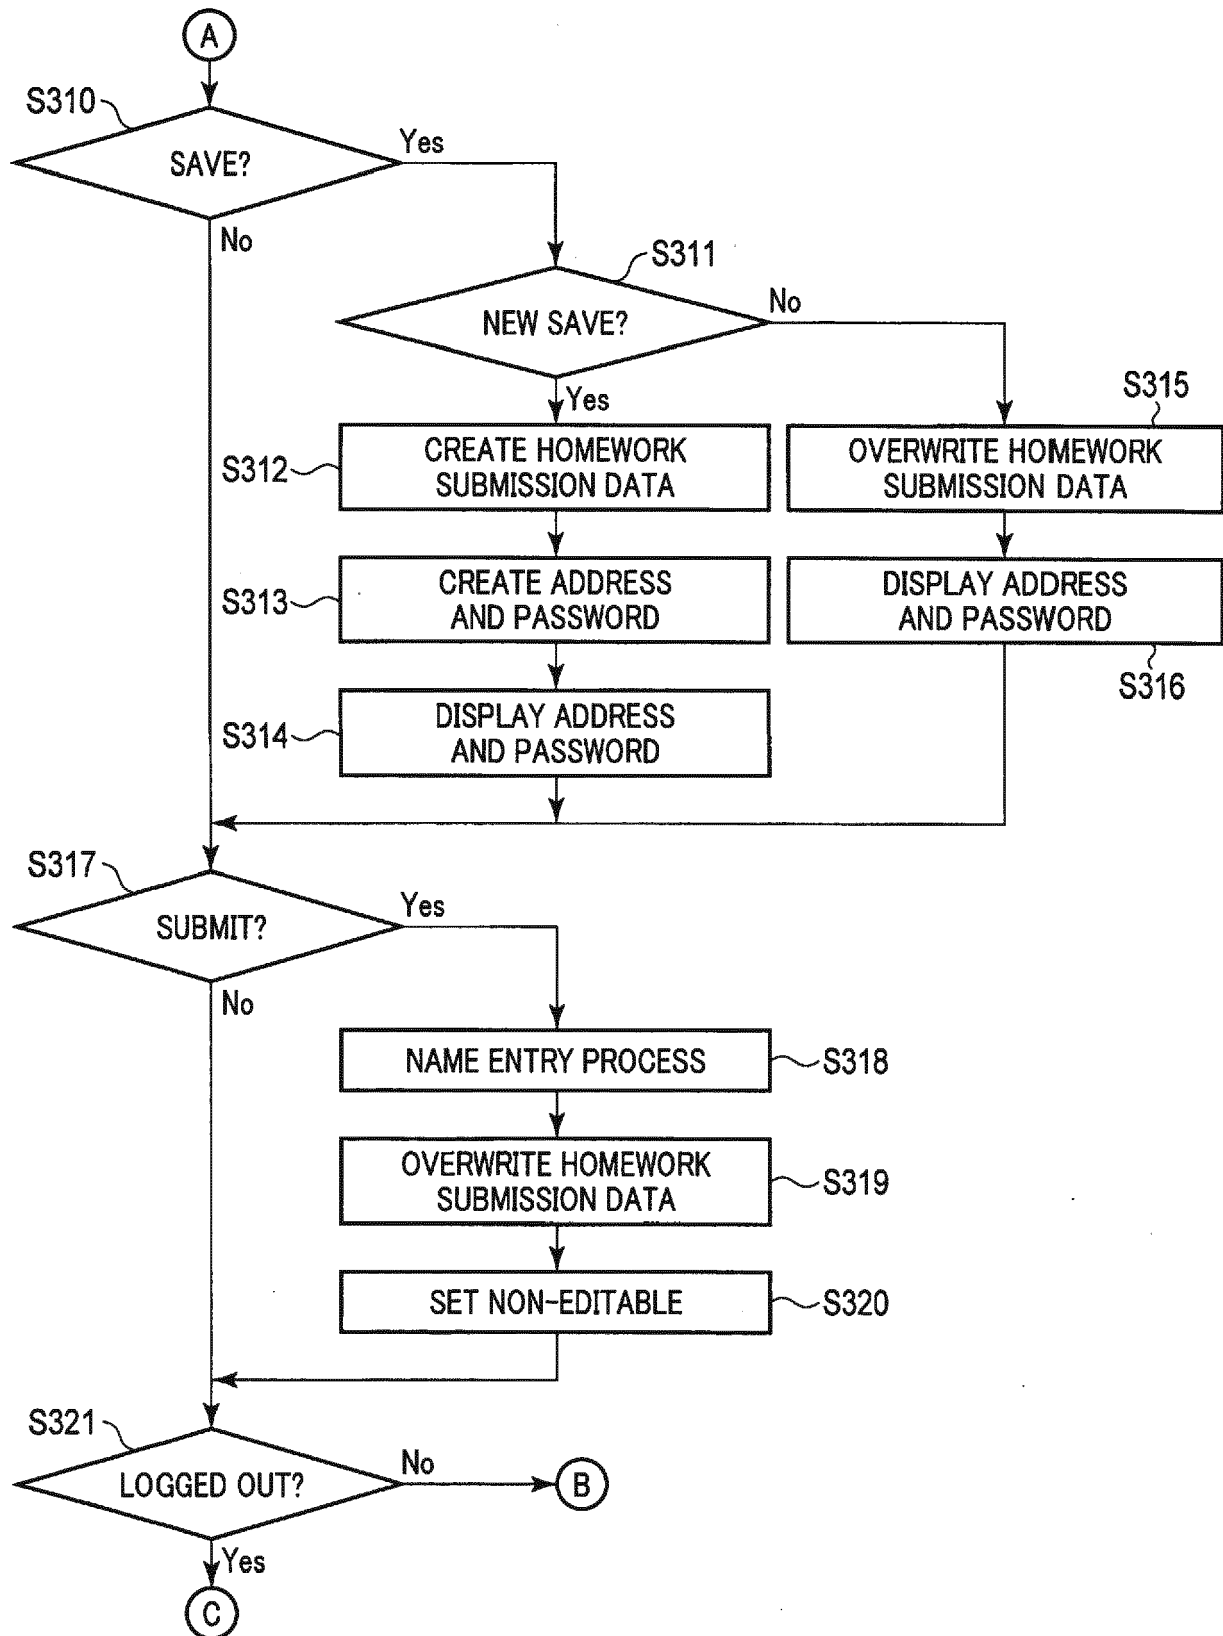 A
S310
SAVE?
Yes
No
S311
NEW SAVE?
No
Yes
S312
CREATE HOMEWORK
SUBMISSION DATA
S315
OVERWRITE HOMEWORK
SUBMISSION DATA
S313
CREATE ADDRESS
AND PASSWORD
DISPLAY ADDRESS
AND PASSWORD
S316
S314
DISPLAY ADDRESS
AND PASSWORD
S317
SUBMIT?
Yes
No
NAME ENTRY PROCESS
S318
OVERWRITE HOMEWORK
SUBMISSION DATA
S319
SET NON-EDITABLE
S320
S321
LOGGED OUT?
No
B
Yes
C